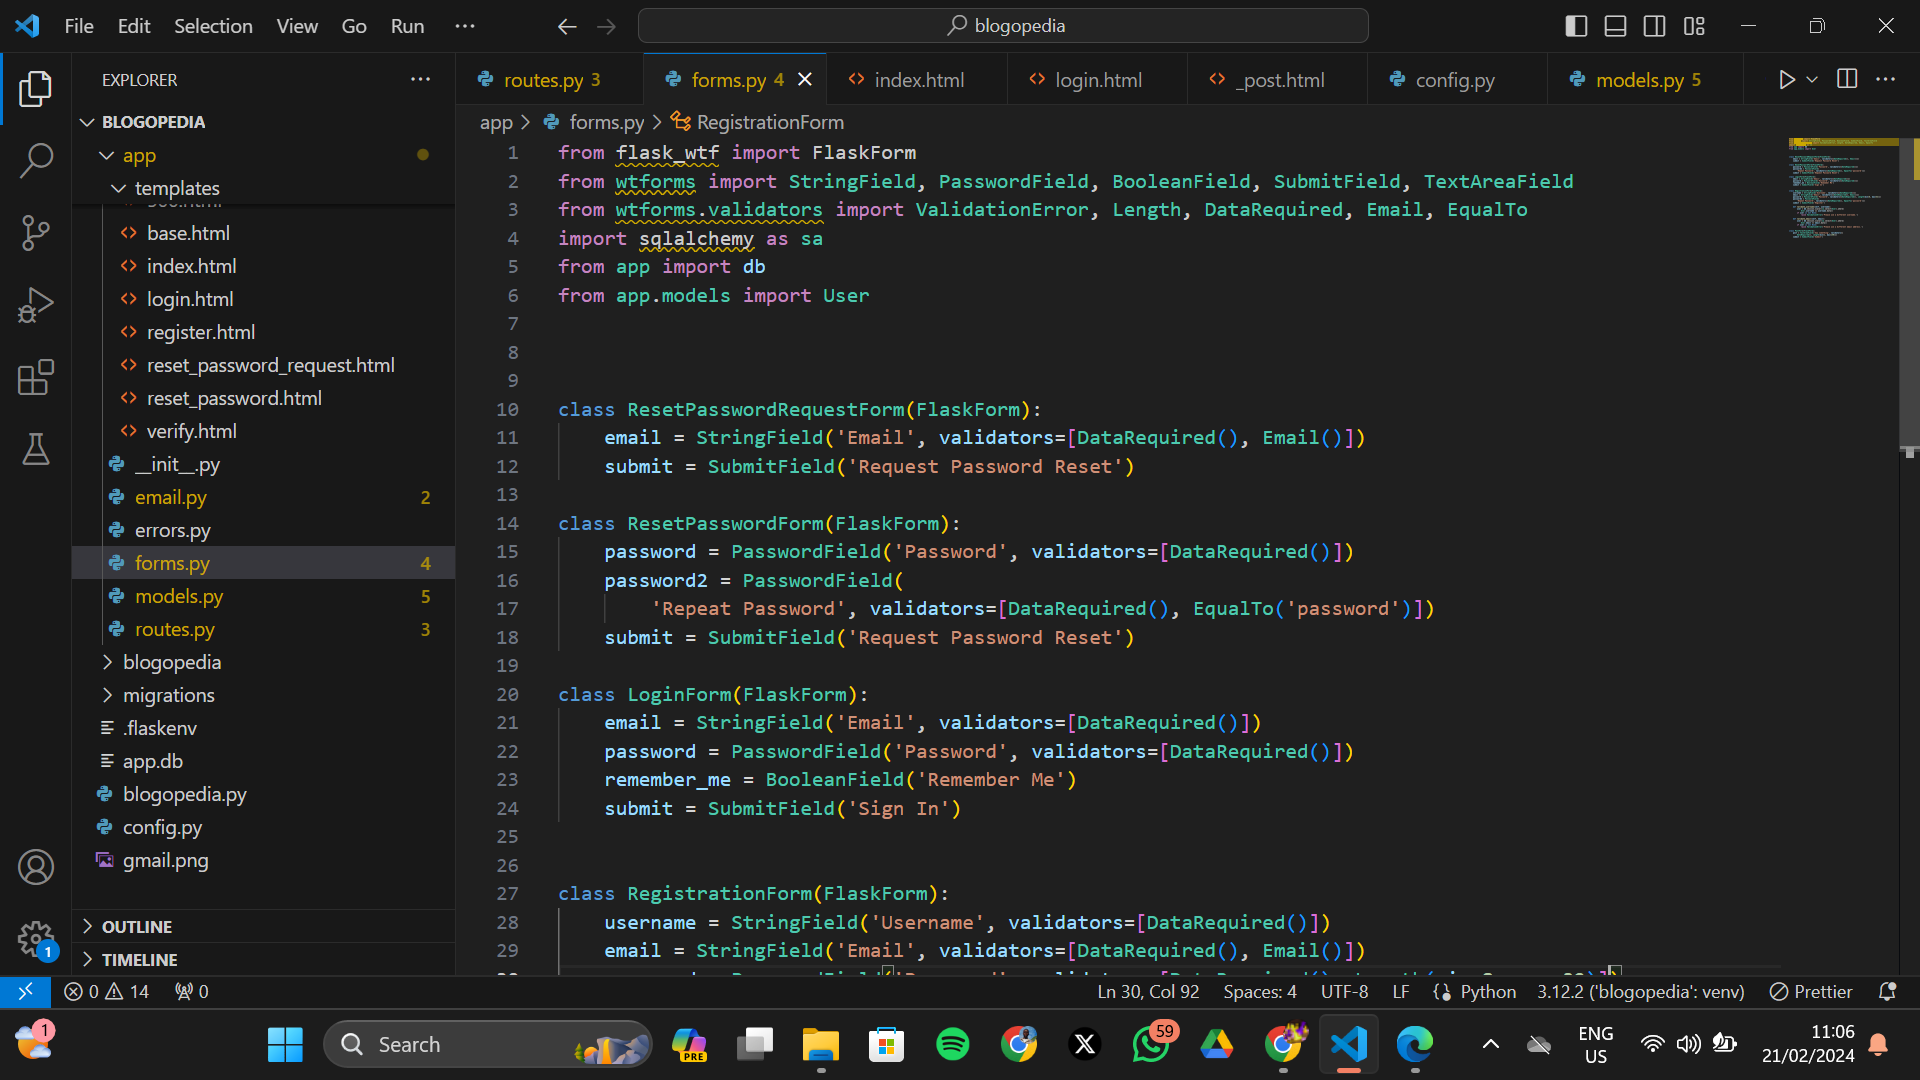 File Edit Selection View Go Run ···
blogopedia
EXPLORER
BLOGOPEDIA
app
templates
base.html
index.html
login.html
register.html
reset_password_request.html
reset_password.html
verify.html
__init__.py
email.py 2
errors.py
forms.py 4
models.py 5
routes.py 3
blogopedia
migrations
.flaskenv
app.db
blogopedia.py
config.py
gmail.png
OUTLINE
TIMELINE
1
routes.py 3 forms.py 4 index.html login.html _post.html config.py models.py 5
app > forms.py > RegistrationForm
1 from flask_wtf import FlaskForm
2 from wtforms import StringField, PasswordField, BooleanField, SubmitField, TextAreaField
3 from wtforms.validators import ValidationError, Length, DataRequired, Email, EqualTo
4 import sqlalchemy as sa
5 from app import db
6 from app.models import User
7
8
9
10 class ResetPasswordRequestForm(FlaskForm):
11 email = StringField('Email', validators=[DataRequired(), Email()])
12 submit = SubmitField('Request Password Reset')
13
14 class ResetPasswordForm(FlaskForm):
15 password = PasswordField('Password', validators=[DataRequired()])
16 password2 = PasswordField(
17 'Repeat Password', validators=[DataRequired(), EqualTo('password')])
18 submit = SubmitField('Request Password Reset')
19
20 class LoginForm(FlaskForm):
21 email = StringField('Email', validators=[DataRequired()])
22 password = PasswordField('Password', validators=[DataRequired()])
23 remember_me = BooleanField('Remember Me')
24 submit = SubmitField('Sign In')
25
26
27 class RegistrationForm(FlaskForm):
28 username = StringField('Username', validators=[DataRequired()])
29 email = StringField('Email', validators=[DataRequired(), Email()])
0 14 0
Ln 30, Col 92 Spaces: 4 UTF-8 LF Python 3.12.2 ('blogopedia': venv) Prettier
1
Search
PRE
59
ENG
US
11:06
21/02/2024